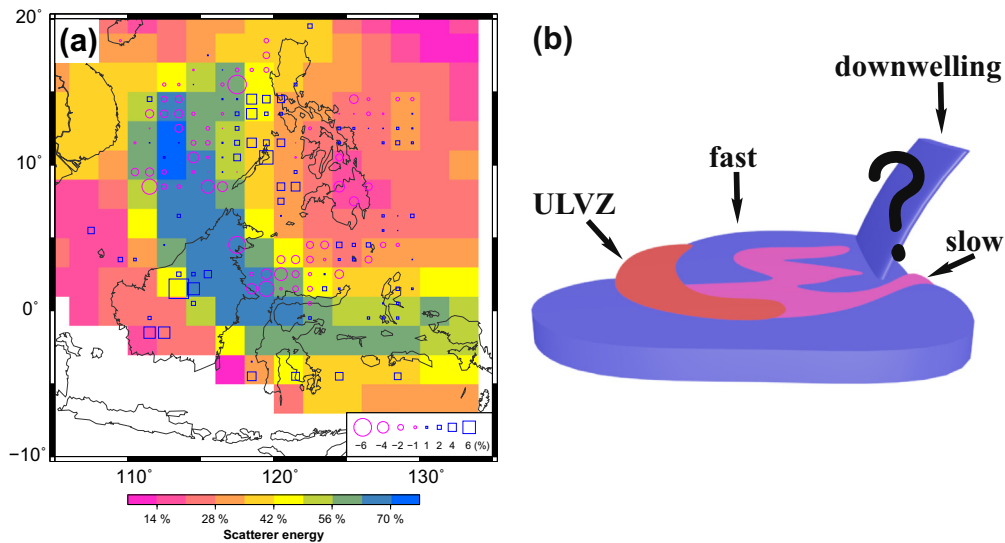 (a)
20°
10°
0°
−10°
110°
120°
130°
−6 −4 −2 −1 1 2 4 6 (%)
14 % 28 % 42 % 56 % 70 %
Scatterer energy
(b)
downwelling
fast
ULVZ
?
slow